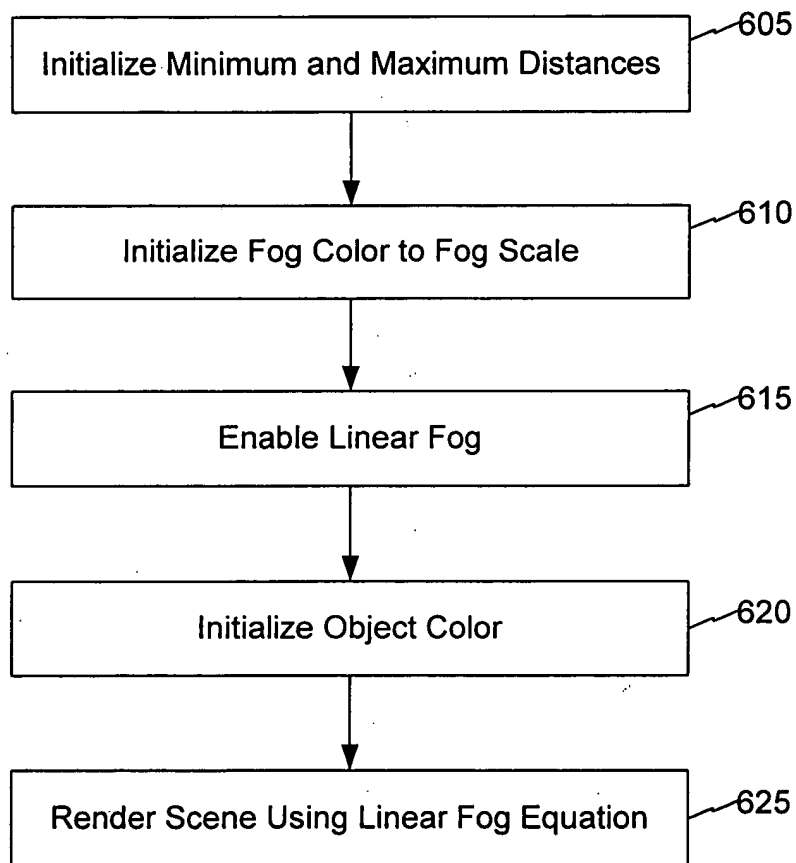 605
Initialize Minimum and Maximum Distances
610
Initialize Fog Color to Fog Scale
615
Enable Linear Fog
620
Initialize Object Color
625
Render Scene Using Linear Fog Equation